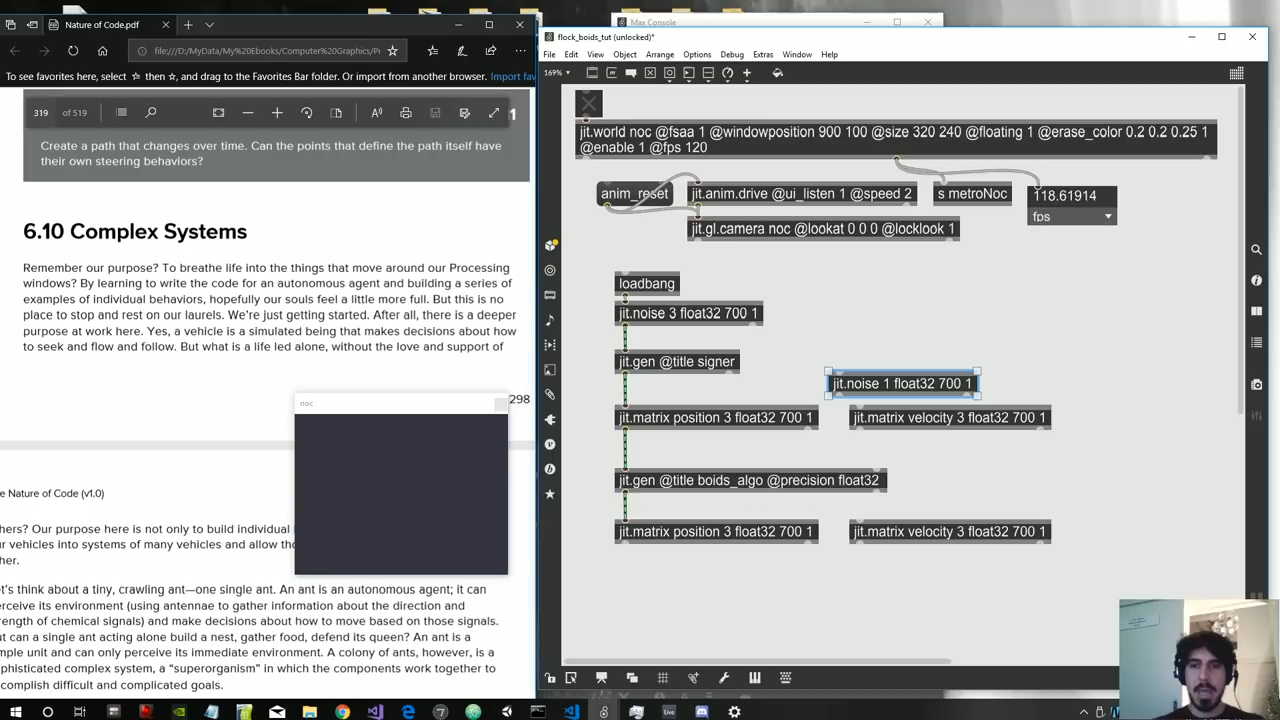 Nature of Code.pdf
Max Console
flock_boids_tut (unlocked)*
file:///D:/MyData/My%20Ebooks/Computer%20Graphics/Pr
File Edit View Object Arrange Options Debug Extras Window Help
To see favorites here, select ☆ then ☆, and drag to the Favorites Bar folder. Or import from another browser. Import fav
169%
319 of 519
1
Create a path that changes over time. Can the points that define the path itself have
their own steering behaviors?
jit.world noc @fsaa 1 @windowposition 900 100 @size 320 240 @floating 1 @erase_color 0.2 0.2 0.25 1
@enable 1 @fps 120
anim_reset
jit.anim.drive @ui_listen 1 @speed 2
s metroNoc
118.61914
fps
jit.gl.camera noc @lookat 0 0 0 @locklook 1
6.10 Complex Systems
Remember our purpose? To breathe life into the things that move around our Processing
windows? By learning to write the code for an autonomous agent and building a series of
examples of individual behaviors, hopefully our souls feel a little more full. But this is no
place to stop and rest on our laurels. We're just getting started. After all, there is a deeper
purpose at work here. Yes, a vehicle is a simulated being that makes decisions about how
to seek and flow and follow. But what is a life led alone, without the love and support of
loadbang
jit.noise 3 float32 700 1
jit.gen @title signer
jit.noise 1 float32 700 1
jit.matrix position 3 float32 700 1
jit.matrix velocity 3 float32 700 1
jit.gen @title boids_algo @precision float32
jit.matrix position 3 float32 700 1
jit.matrix velocity 3 float32 700 1
noc
298
e Nature of Code (v1.0)
hers? Our purpose here is not only to build individual
ur vehicles into systems of many vehicles and allow tho
her.
et's think about a tiny, crawling ant—one single ant. An ant is an autonomous agent; it can
erceive its environment (using antennae to gather information about the direction and
rength of chemical signals) and make decisions about how to move based on those signals.
ut can a single ant acting alone build a nest, gather food, defend its queen? An ant is a
mple unit and can only perceive its immediate environment. A colony of ants, however, is a
ophisticated complex system, a “superorganism” in which the components work together to
ccomplish difficult and complicated goals.
Live